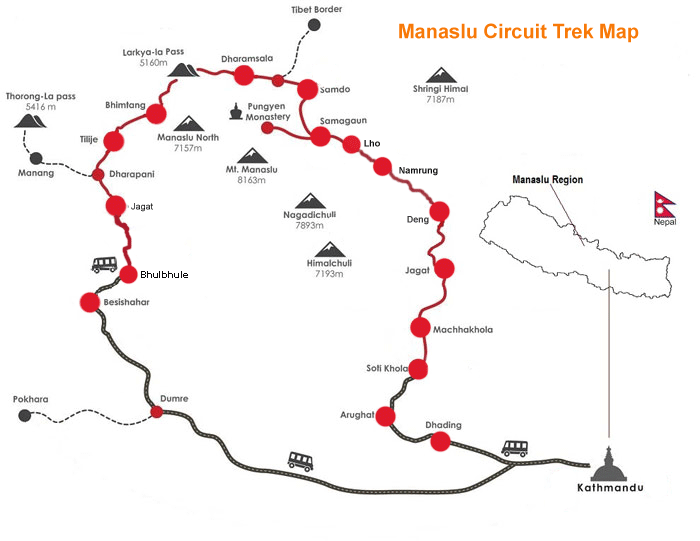 Tibet Border
Manaslu Circuit Trek Map
Larkya-la Pass
5160m
Dharamsala
Shringi Himal
7187m
Samdo
Thorong-La pass
5416 m
Bhimtang
Pungyen
Monastery
Samagaun
Manaslu North
7157m
Tilije
Lho
Mt. Manaslu
8163m
Namrung
Manang
Dharapani
Manaslu Region
Jagat
Nagadichuli
7893m
Deng
Nepal
Himalchuli
7193m
Jagat
Bhulbhule
Besishahar
Machhakhola
Soti Khola
Pokhara
Dumre
Arughat
Dhading
Kathmandu